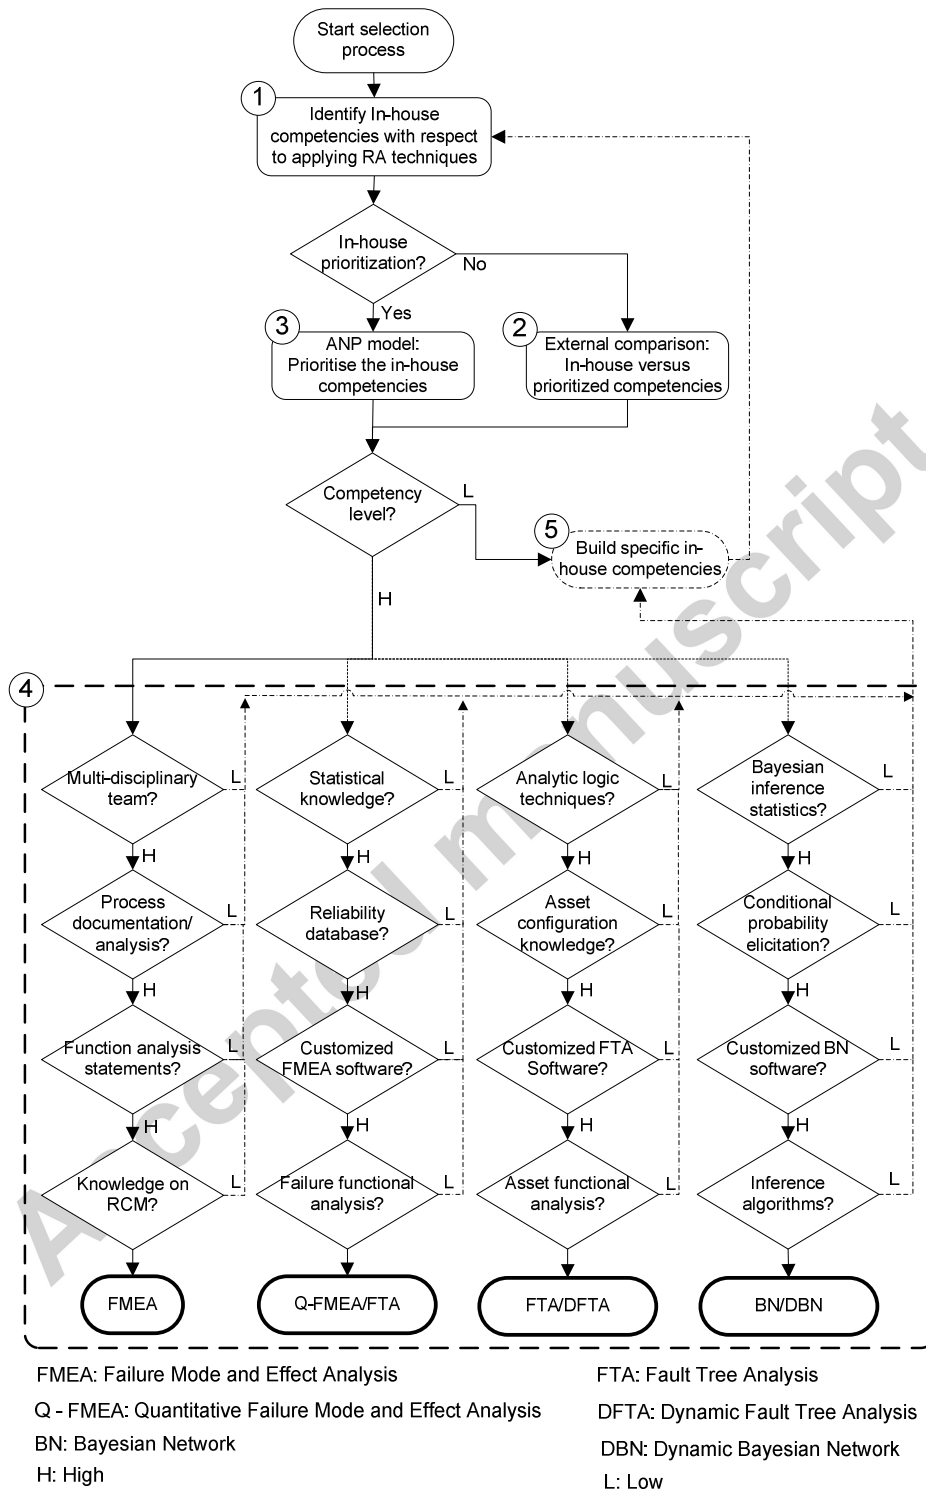 Start selection
process
1
Identify In-house
competencies with respect
to applying RA techniques
In-house
prioritization?
No
Yes
3
ANP model:
Prioritise the in-house
competencies
2
External comparison:
In-house versus
prioritized competencies
Competency
level?
L
5
Build specific in-
house competencies
H
4
Multi-disciplinary
team?
L
Statistical
knowledge?
L
Analytic logic
techniques?
L
Bayesian
inference
statistics?
L
H
H
H
H
Process
documentation/
analysis?
L
Reliability
database?
L
Asset
configuration
knowledge?
L
Conditional
probability
elicitation?
L
H
H
H
H
Function analysis
statements?
L
Customized
FMEA software?
L
Customized FTA
Software?
L
Customized BN
software?
L
H
H
H
H
Knowledge on
RCM?
L
Failure functional
analysis?
L
Asset functional
analysis?
L
Inference
algorithms?
L
FMEA
Q-FMEA/FTA
FTA/DFTA
BN/DBN
FMEA: Failure Mode and Effect Analysis
FTA: Fault Tree Analysis
Q - FMEA: Quantitative Failure Mode and Effect Analysis
DFTA: Dynamic Fault Tree Analysis
BN: Bayesian Network
DBN: Dynamic Bayesian Network
H: High
L: Low
Accepted manuscript